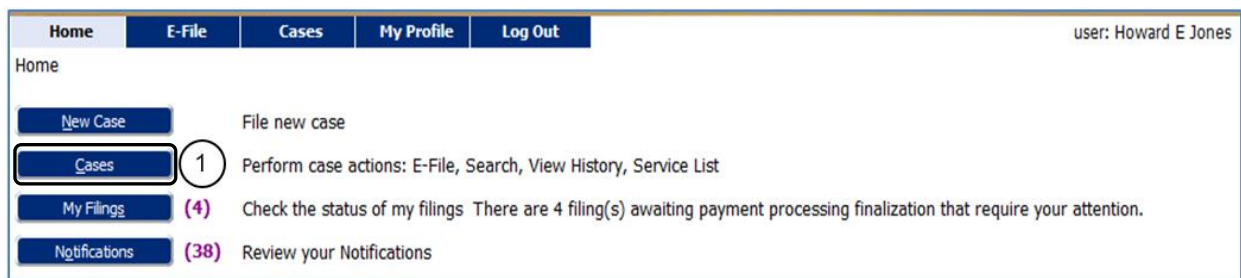 Home E-File Cases My Profile Log Out user: Howard E Jones
Home
New Case File new case
Cases 1 Perform case actions: E-File, Search, View History, Service List
My Filings (4) Check the status of my filings There are 4 filing(s) awaiting payment processing finalization that require your attention.
Notifications (38) Review your Notifications